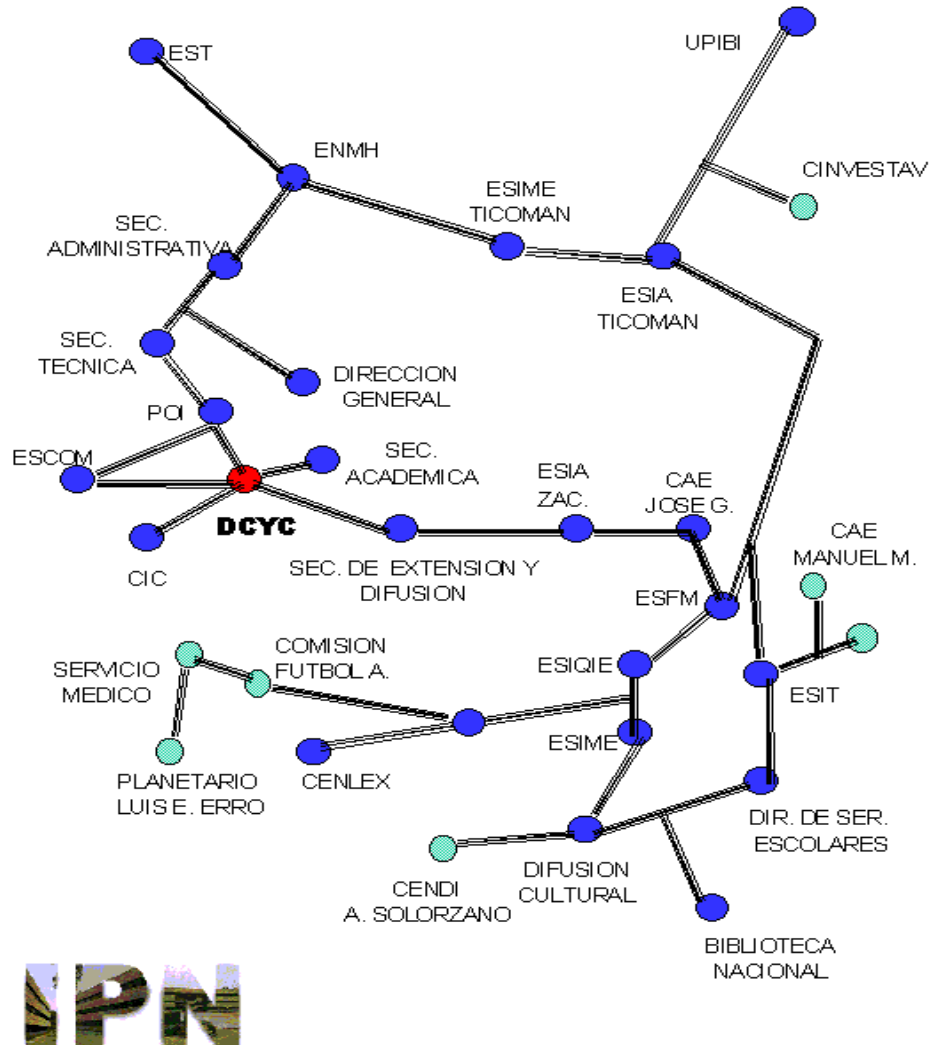 EST
UPIBI
ENMH
CINVESTAV
ESIME
TICOMAN
SEC.
ADMINISTRATIVA
ESIA
TICOMAN
SEC.
TECNICA
DIRECCION
GENERAL
POI
ESCOM
SEC.
ACADEMICA
ESIA
ZAC.
CAE
JOSE G.
DCYC
CAE
MANUEL M.
CIC
SEC. DE EXTENSION Y
DIFUSION
ESFM
COMISION
FUTBOL A.
SERVICIO
MEDICO
ESIQIE
ESIT
ESIME
PLANETARIO
LUIS E. ERRO
CENLEX
DIR. DE SER.
ESCOLARES
DIFUSION
CULTURAL
CENDI
A. SOLORZANO
BIBLIOTECA
NACIONAL
IPN